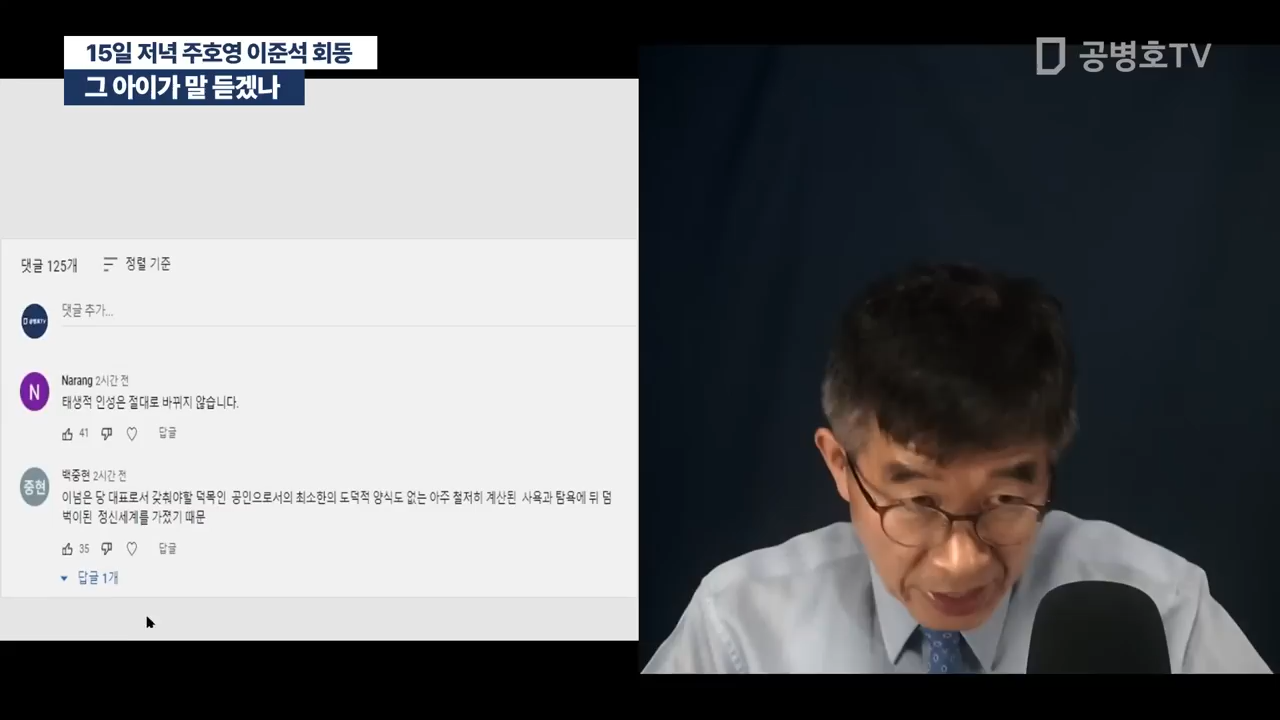 15일 저녁 주호영 이준석 회동
그 아이가 말 듣겠나
공병호TV
댓글 125개 정렬 기준
공병호TV
댓글 추가...
N
Narang 2시간 전
태생적 인성은 절대로 바뀌지 않습니다.
41 답글
중현
백중현 2시간 전
이넘은 당 대표로서 갖춰야할 덕목인 공인으로서의 최소한의 도덕적 양식도 없는 아주 철저히 계산된 사욕과 탐욕에 뒤 덤
벅이된 정신세계를 가졌기 때문
35 답글
답글 1개